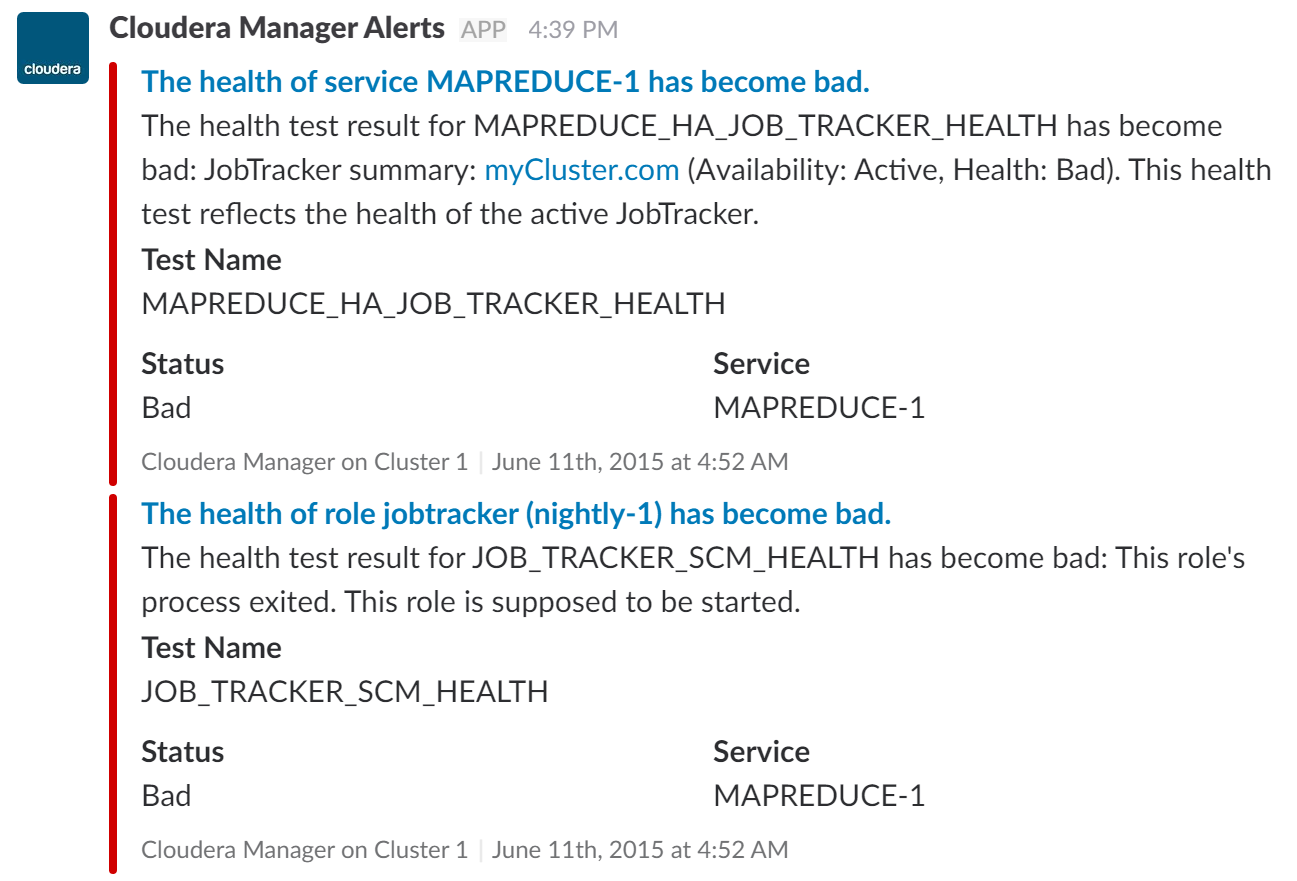 cloudera
Cloudera Manager Alerts APP 4:39 PM
The health of service MAPREDUCE-1 has become bad.
The health test result for MAPREDUCE_HA_JOB_TRACKER_HEALTH has become
bad: JobTracker summary: myCluster.com (Availability: Active, Health: Bad). This health
test reflects the health of the active JobTracker.
Test Name
MAPREDUCE_HA_JOB_TRACKER_HEALTH
Status Service
Bad MAPREDUCE-1
Cloudera Manager on Cluster 1 | June 11th, 2015 at 4:52 AM
The health of role jobtracker (nightly-1) has become bad.
The health test result for JOB_TRACKER_SCM_HEALTH has become bad: This role's
process exited. This role is supposed to be started.
Test Name
JOB_TRACKER_SCM_HEALTH
Status Service
Bad MAPREDUCE-1
Cloudera Manager on Cluster 1 | June 11th, 2015 at 4:52 AM